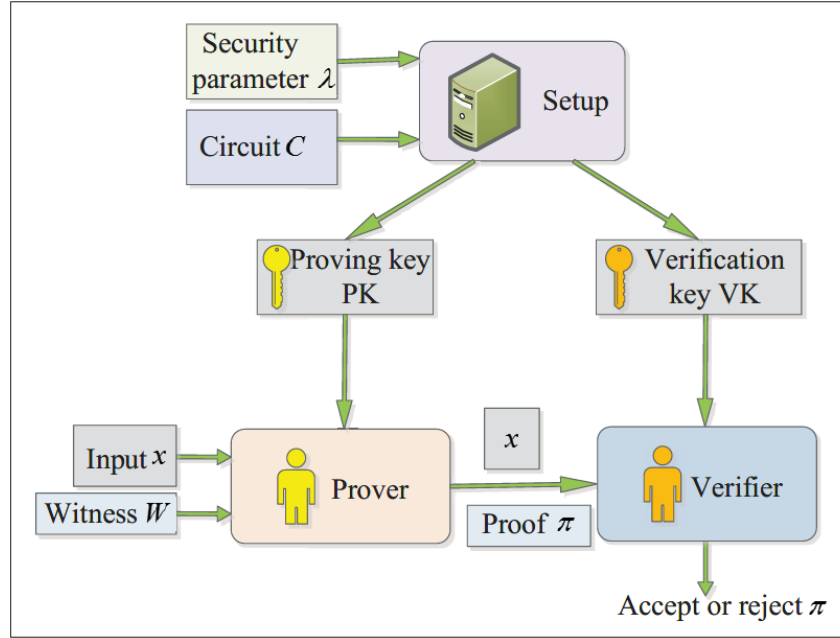 Security
parameter λ
Setup
Circuit C
Proving key
PK
Verification
key VK
Input x
Witness W
Prover
x
Proof π
Verifier
Accept or reject π